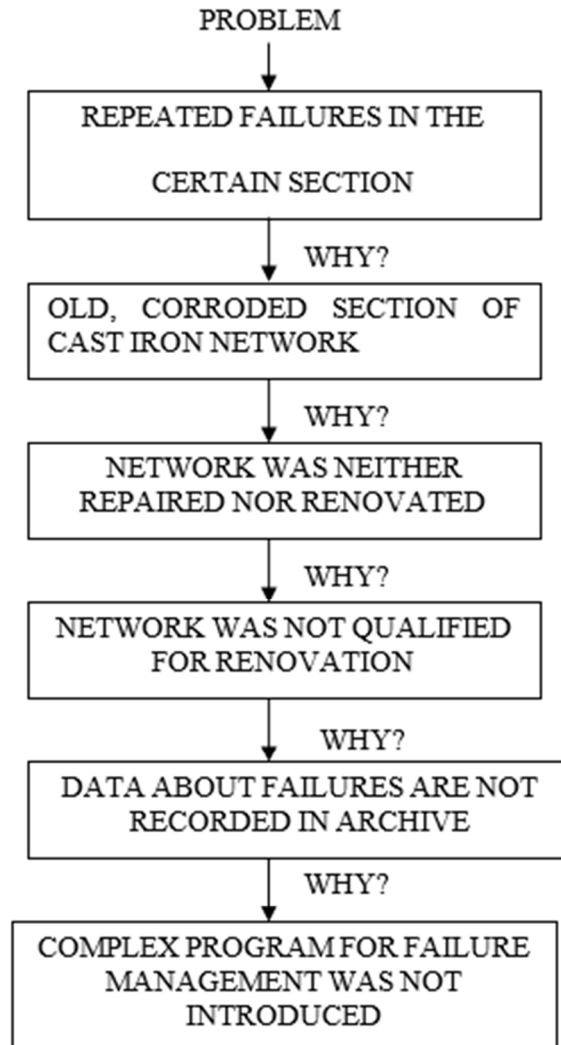 PROBLEM
REPEATED FAILURES IN THE
CERTAIN SECTION
WHY?
OLD, CORRODED SECTION OF
CAST IRON NETWORK
WHY?
NETWORK WAS NEITHER
REPAIRED NOR RENOVATED
WHY?
NETWORK WAS NOT QUALIFIED
FOR RENOVATION
WHY?
DATA ABOUT FAILURES ARE NOT
RECORDED IN ARCHIVE
WHY?
COMPLEX PROGRAM FOR FAILURE
MANAGEMENT WAS NOT
INTRODUCED